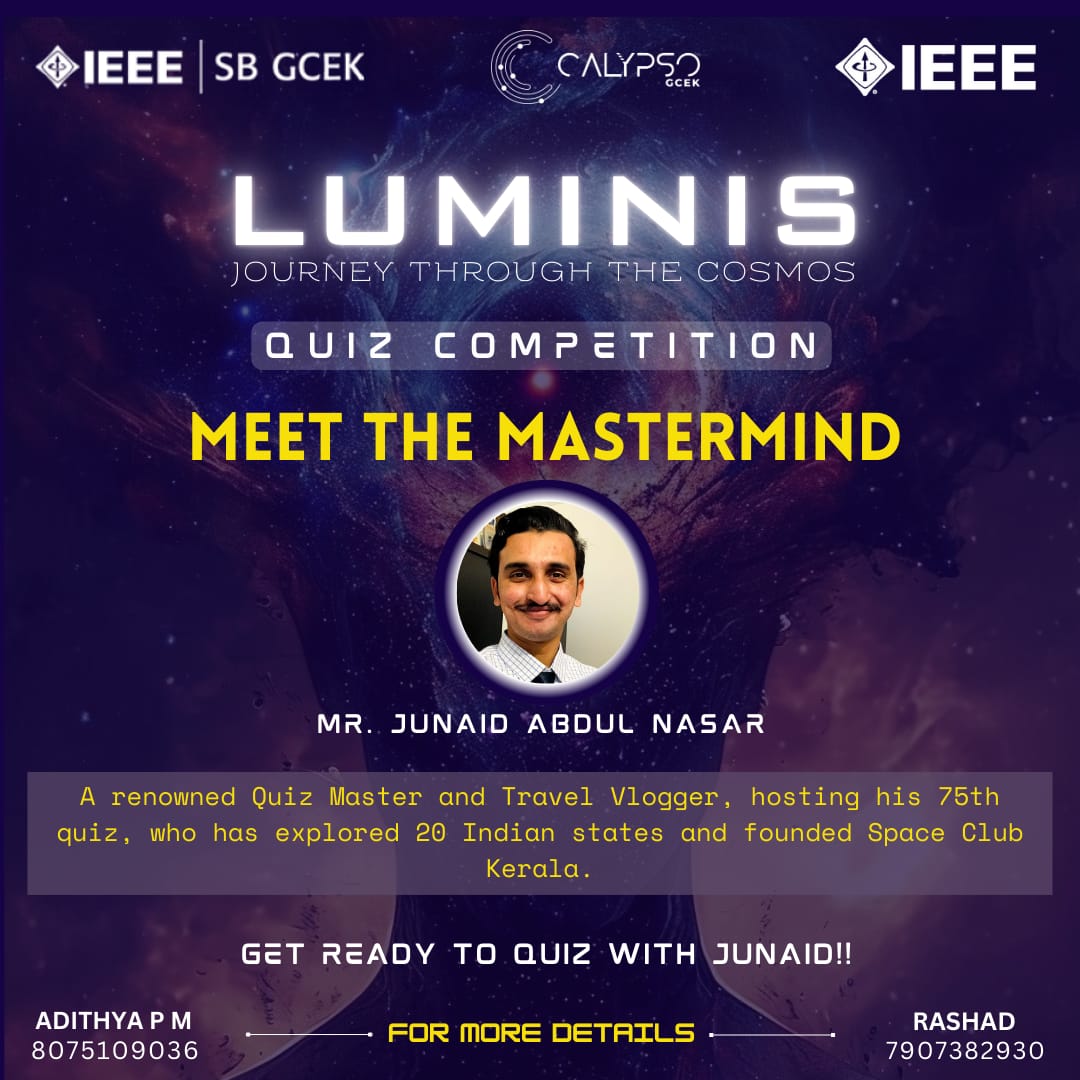 IEEE | SB GCEK
CALYPSO
GCEK
IEEE
LUMINIS
JOURNEY THROUGH THE COSMOS
QUIZ COMPETITION
MEET THE MASTERMIND
MR. JUNAID ABDUL NASAR
A renowned Quiz Master and Travel Vlogger, hosting his 75th
quiz, who has explored 20 Indian states and founded Space Club
Kerala.
GET READY TO QUIZ WITH JUNAID!!
ADITHYA P M
8075109036
FOR MORE DETAILS
RASHAD
7907382930